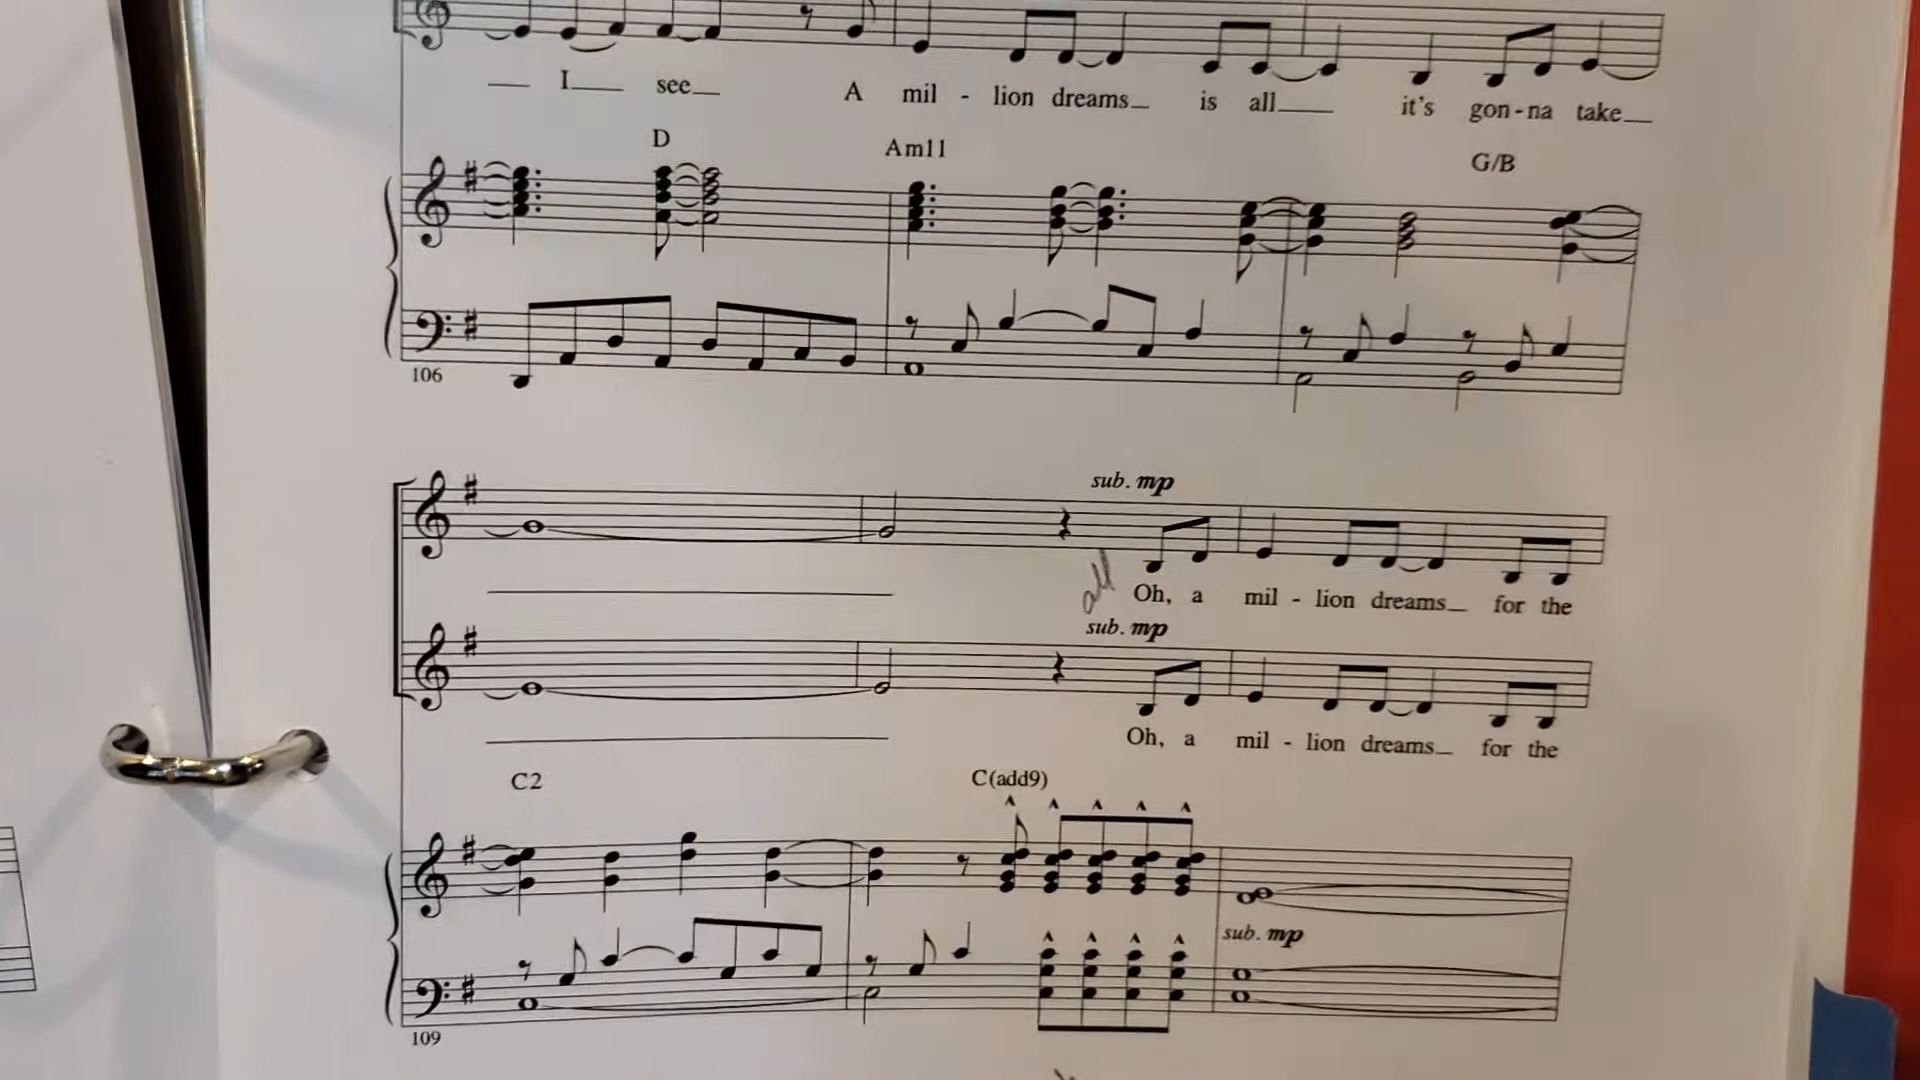 I see A mil - lion dreams is all it's gon - na take
D Am11 G/B
106
sub. mp
all
Oh, a mil - lion dreams for the
sub. mp
Oh, a mil - lion dreams for the
C2 C(add9)
sub. mp
109